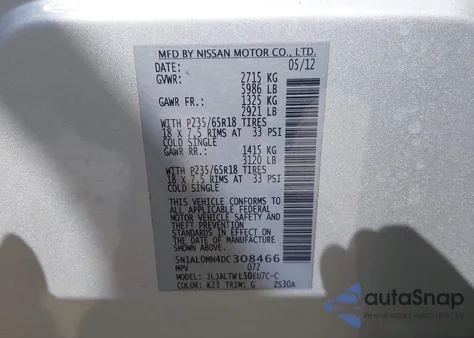 MFD BY NISSAN MOTOR CO., LTD.
DATE: 05/12
GVWR: 2715 KG
5986 LB
GAWR FR.: 1325 KG
2921 LB
WITH P235/65R18 TIRES
18 X 7.5 RIMS AT 33 PSI
COLD SINGLE
GAWR RR.: 1415 KG
3120 LB
WITH P235/65R18 TIRES
18 X 7.5 RIMS AT 33 PSI
COLD SINGLE
THIS VEHICLE CONFORMS TO
ALL APPLICABLE FEDERAL
MOTOR VEHICLE SAFETY AND
THEFT PREVENTION STANDARDS
IN EFFECT ON THE DATE OF
MANUFACTURE SHOWN ABOVE.
5N1AL0MN4DC308466
MPV 072
MODEL: JLJALTWL50EU7C-C
COLOR: K23 TRIM: G ZS30A
autoSnap